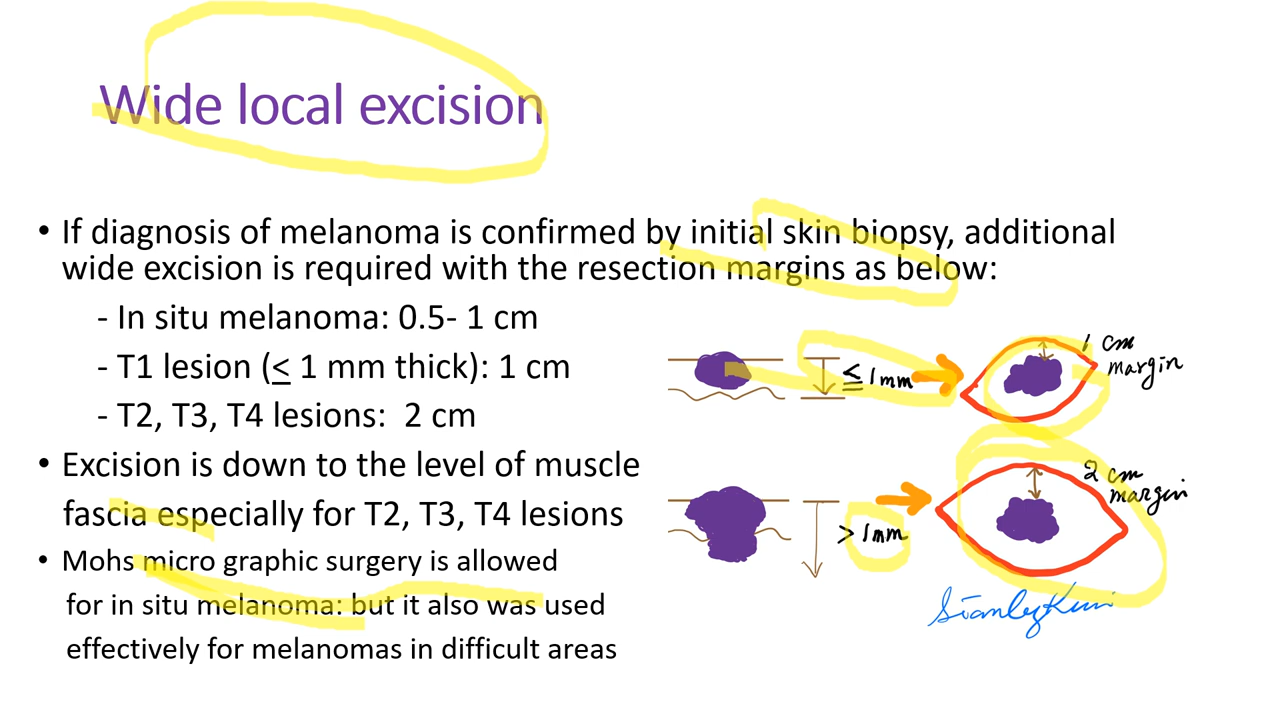 Wide local excision
• If diagnosis of melanoma is confirmed by initial skin biopsy, additional
wide excision is required with the resection margins as below:
- In situ melanoma: 0.5- 1 cm
- T1 lesion (≤ 1 mm thick): 1 cm
- T2, T3, T4 lesions: 2 cm
• Excision is down to the level of muscle
fascia especially for T2, T3, T4 lesions
• Mohs micro graphic surgery is allowed
for in situ melanoma: but it also was used
effectively for melanomas in difficult areas
≤ 1mm
1 cm
margin
> 1mm
2 cm
margin
Stanley Kim